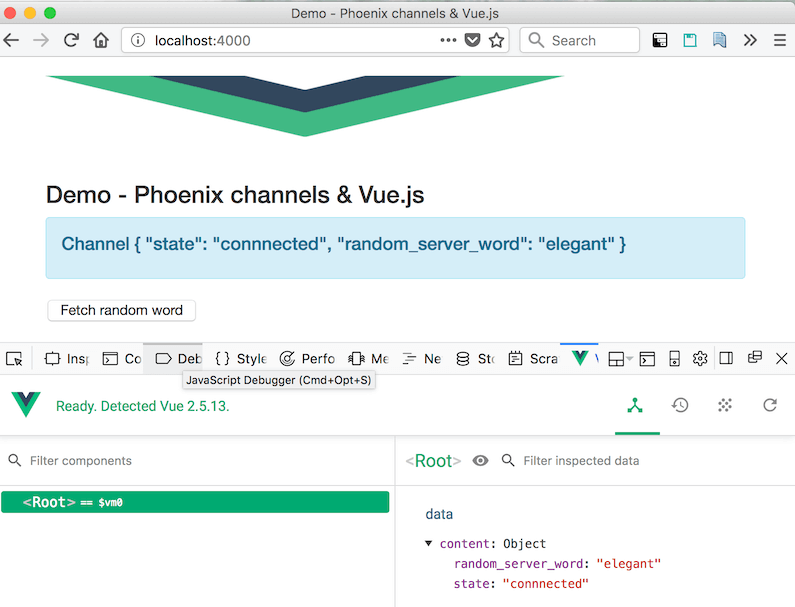 Demo - Phoenix channels & Vue.js
localhost:4000
Search
Demo - Phoenix channels & Vue.js
Channel { "state": "connnected", "random_server_word": "elegant" }
Fetch random word
Insp Co Deb { } Style Perfo Me Ne Sto Scra V
JavaScript Debugger (Cmd+Opt+S)
Ready. Detected Vue 2.5.13.
Filter components
<Root> Filter inspected data
<Root> == $vm0
data
content: Object
random_server_word: "elegant"
state: "connnected"